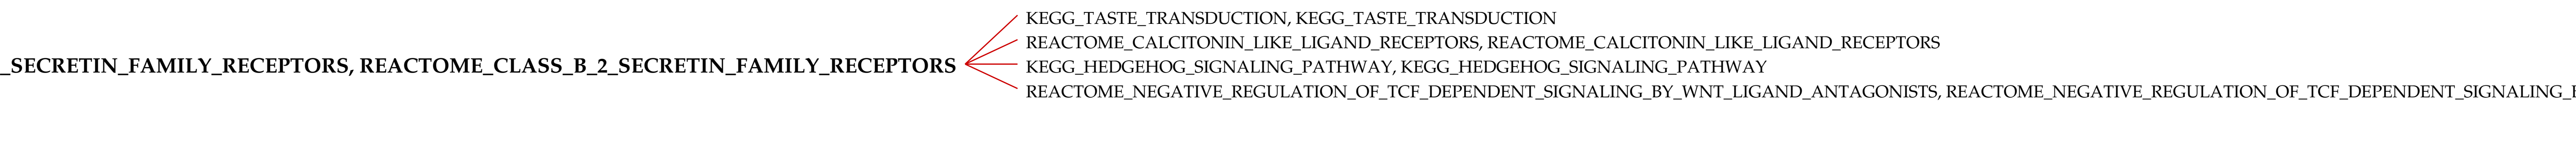 KEGG_TASTE_TRANSDUCTION, KEGG_TASTE_TRANSDUCTION
REACTOME_CALCITONIN_LIKE_LIGAND_RECEPTORS, REACTOME_CALCITONIN_LIKE_LIGAND_RECEPTORS
_SECRETIN_FAMILY_RECEPTORS, REACTOME_CLASS_B_2_SECRETIN_FAMILY_RECEPTORS
KEGG_HEDGEHOG_SIGNALING_PATHWAY, KEGG_HEDGEHOG_SIGNALING_PATHWAY
REACTOME_NEGATIVE_REGULATION_OF_TCF_DEPENDENT_SIGNALING_BY_WNT_LIGAND_ANTAGONISTS, REACTOME_NEGATIVE_REGULATION_OF_TCF_DEPENDENT_SIGNALING_